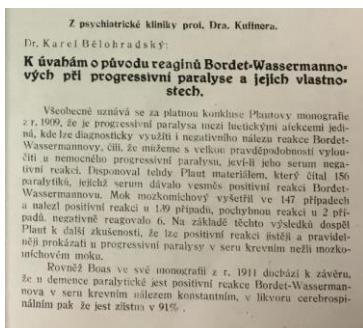 Z psychiatrické kliniky prof. Dra. Kuffnera.
Dr. Karel Bělohradský:
K úvahám o původu reaginů Bordet-Wassermanno-
vých při progressivní paralyse a jejich vlastno-
stech.
Všeobecně uznává se za platnou konkluse Plautovy monografie
z r. 1909, že je progressivní paralysa mezi luetickými afekcemi jedi-
ná, kde lze diagnosticky využíti i negativního nálezu reakce Bordet-
Wassermannovy, čili, že můžeme s velkou pravděpodobností vylou-
čiti u nemocného progressivní paralysu, jeví-li jeho serum nega-
tivní reakci. Disponoval tehdy Plaut materiálem, který čítal 156
paralytiků, jejichž serum dávalo vesměs positivní reakci Bordet-
Wassermannovu. Mok mozkomíchový vyšetřil ve 147 případech
a nalezl positivní reakci u 139 případů, pochybnou reakci u 2 pří-
padů, negativně reagovalo 6. Na základě těchto výsledků dospěl
Plaut k další zkušenosti, že lze positivní reakci jistěji a pravidel-
něji prokázati u progressivní paralysy v seru krevním nežli mozko-
míchovém moku.
Rovněž Boas ve své monografii z r. 1911 dochází k závěru,
že u demence paralytické jest positivní reakce Bordet-Wasserman-
nova v seru krevním nálezem konstantním, v likvoru cerebrospi-
nálním pak že jest zjistna v 91%.